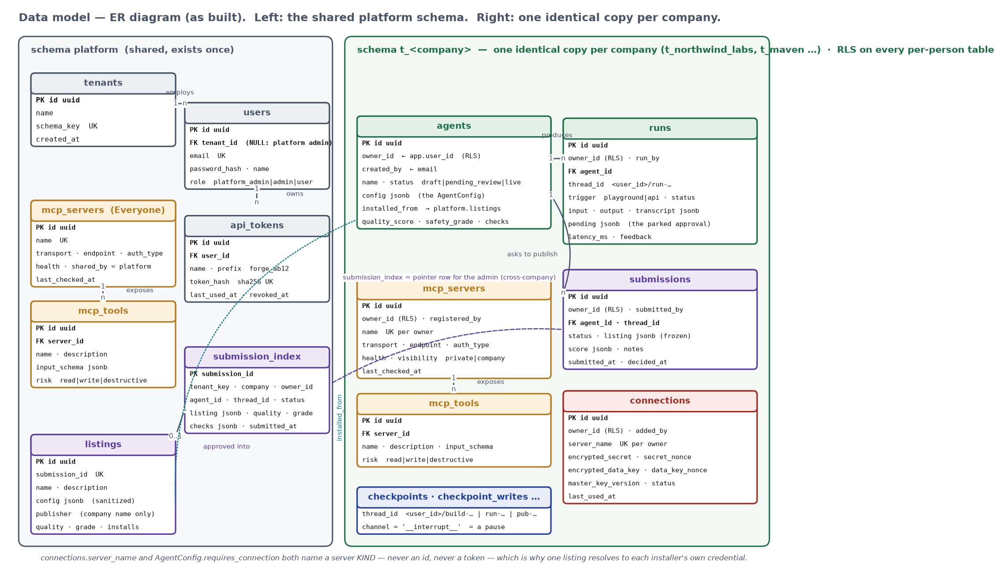 Data model — ER diagram (as built).  Left: the shared platform schema.  Right: one identical copy per company.
schema platform  (shared, exists once)
tenants
PK id uuid
name
schema_key  UK
created_at
employs
1
n
users
PK id uuid
FK tenant_id  (NULL: platform admin)
email  UK
password_hash · name
role  platform_admin|admin|user
1
owns
n
mcp_servers  (Everyone)
PK id uuid
name  UK
transport · endpoint · auth_type
health · shared_by = platform
last_checked_at
1
exposes
n
api_tokens
PK id uuid
FK user_id
name · prefix  forge_ab12
token_hash  sha256 UK
last_used_at · revoked_at
mcp_tools
PK id uuid
FK server_id
name · description
input_schema jsonb
risk  read|write|destructive
submission_index
PK submission_id
tenant_key · company · owner_id
agent_id · thread_id · status
listing jsonb · quality · grade
checks jsonb · submitted_at
1
0..1
approved into
listings
PK id uuid
submission_id  UK
name · description
config jsonb  (sanitized)
publisher  (company name only)
quality · grade · installs
installed_from
schema t_<company>  —  one identical copy per company (t_northwind_labs, t_maven …)  ·  RLS on every per-person table
agents
PK id uuid
owner_id  ← app.user_id  (RLS)
created_by  ← email
name · status  draft|pending_review|live
config jsonb  (the AgentConfig)
installed_from  → platform.listings
quality_score · safety_grade · checks
produces
1
n
1
runs
PK id uuid
owner_id (RLS) · run_by
FK agent_id
thread_id  <user_id>/run-…
trigger  playground|api · status
input · output · transcript jsonb
pending jsonb  (the parked approval)
latency_ms · feedback
asks to publish
n
submission_index = pointer row for the admin (cross-company)
mcp_servers
PK id uuid
owner_id (RLS) · registered_by
name  UK per owner
transport · endpoint · auth_type
health · visibility  private|company
last_checked_at
1
exposes
n
submissions
PK id uuid
owner_id (RLS) · submitted_by
FK agent_id · thread_id
status · listing jsonb (frozen)
score jsonb · notes
submitted_at · decided_at
mcp_tools
PK id uuid
FK server_id
name · description · input_schema
risk  read|write|destructive
connections
PK id uuid
owner_id (RLS) · added_by
server_name  UK per owner
encrypted_secret · secret_nonce
encrypted_data_key · data_key_nonce
master_key_version · status
last_used_at
checkpoints · checkpoint_writes …
thread_id  <user_id>/build-… | run-… | pub-…
channel = '__interrupt__'  = a pause
connections.server_name and AgentConfig.requires_connection both name a server KIND — never an id, never a token — which is why one listing resolves to each installer's own credential.